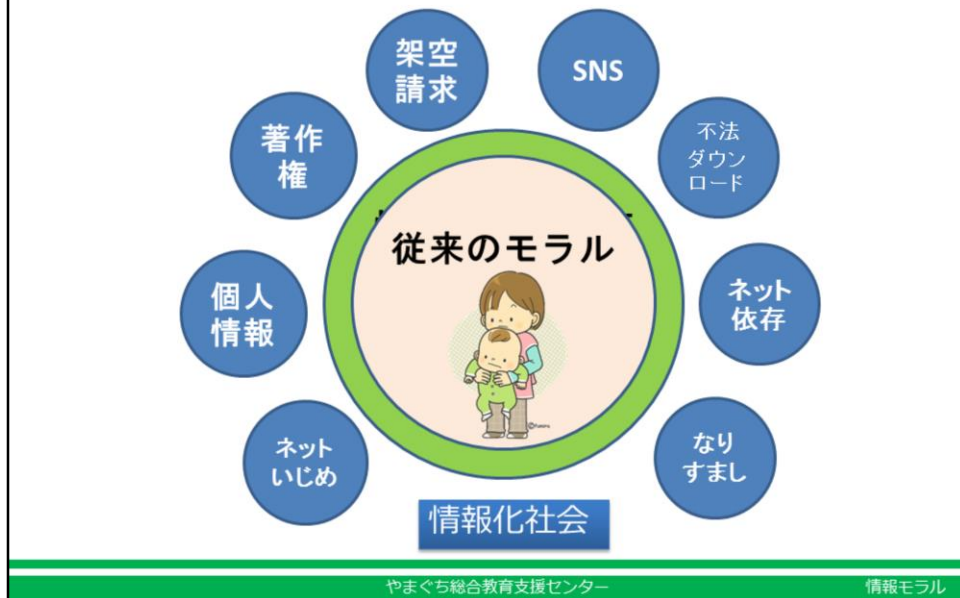 架空
請求
SNS
著作
権
不法
ダウン
ロード
従来のモラル
個人
情報
ネット
依存
ネット
いじめ
なり
すまし
情報化社会
やまぐち総合教育支援センター
情報モラル